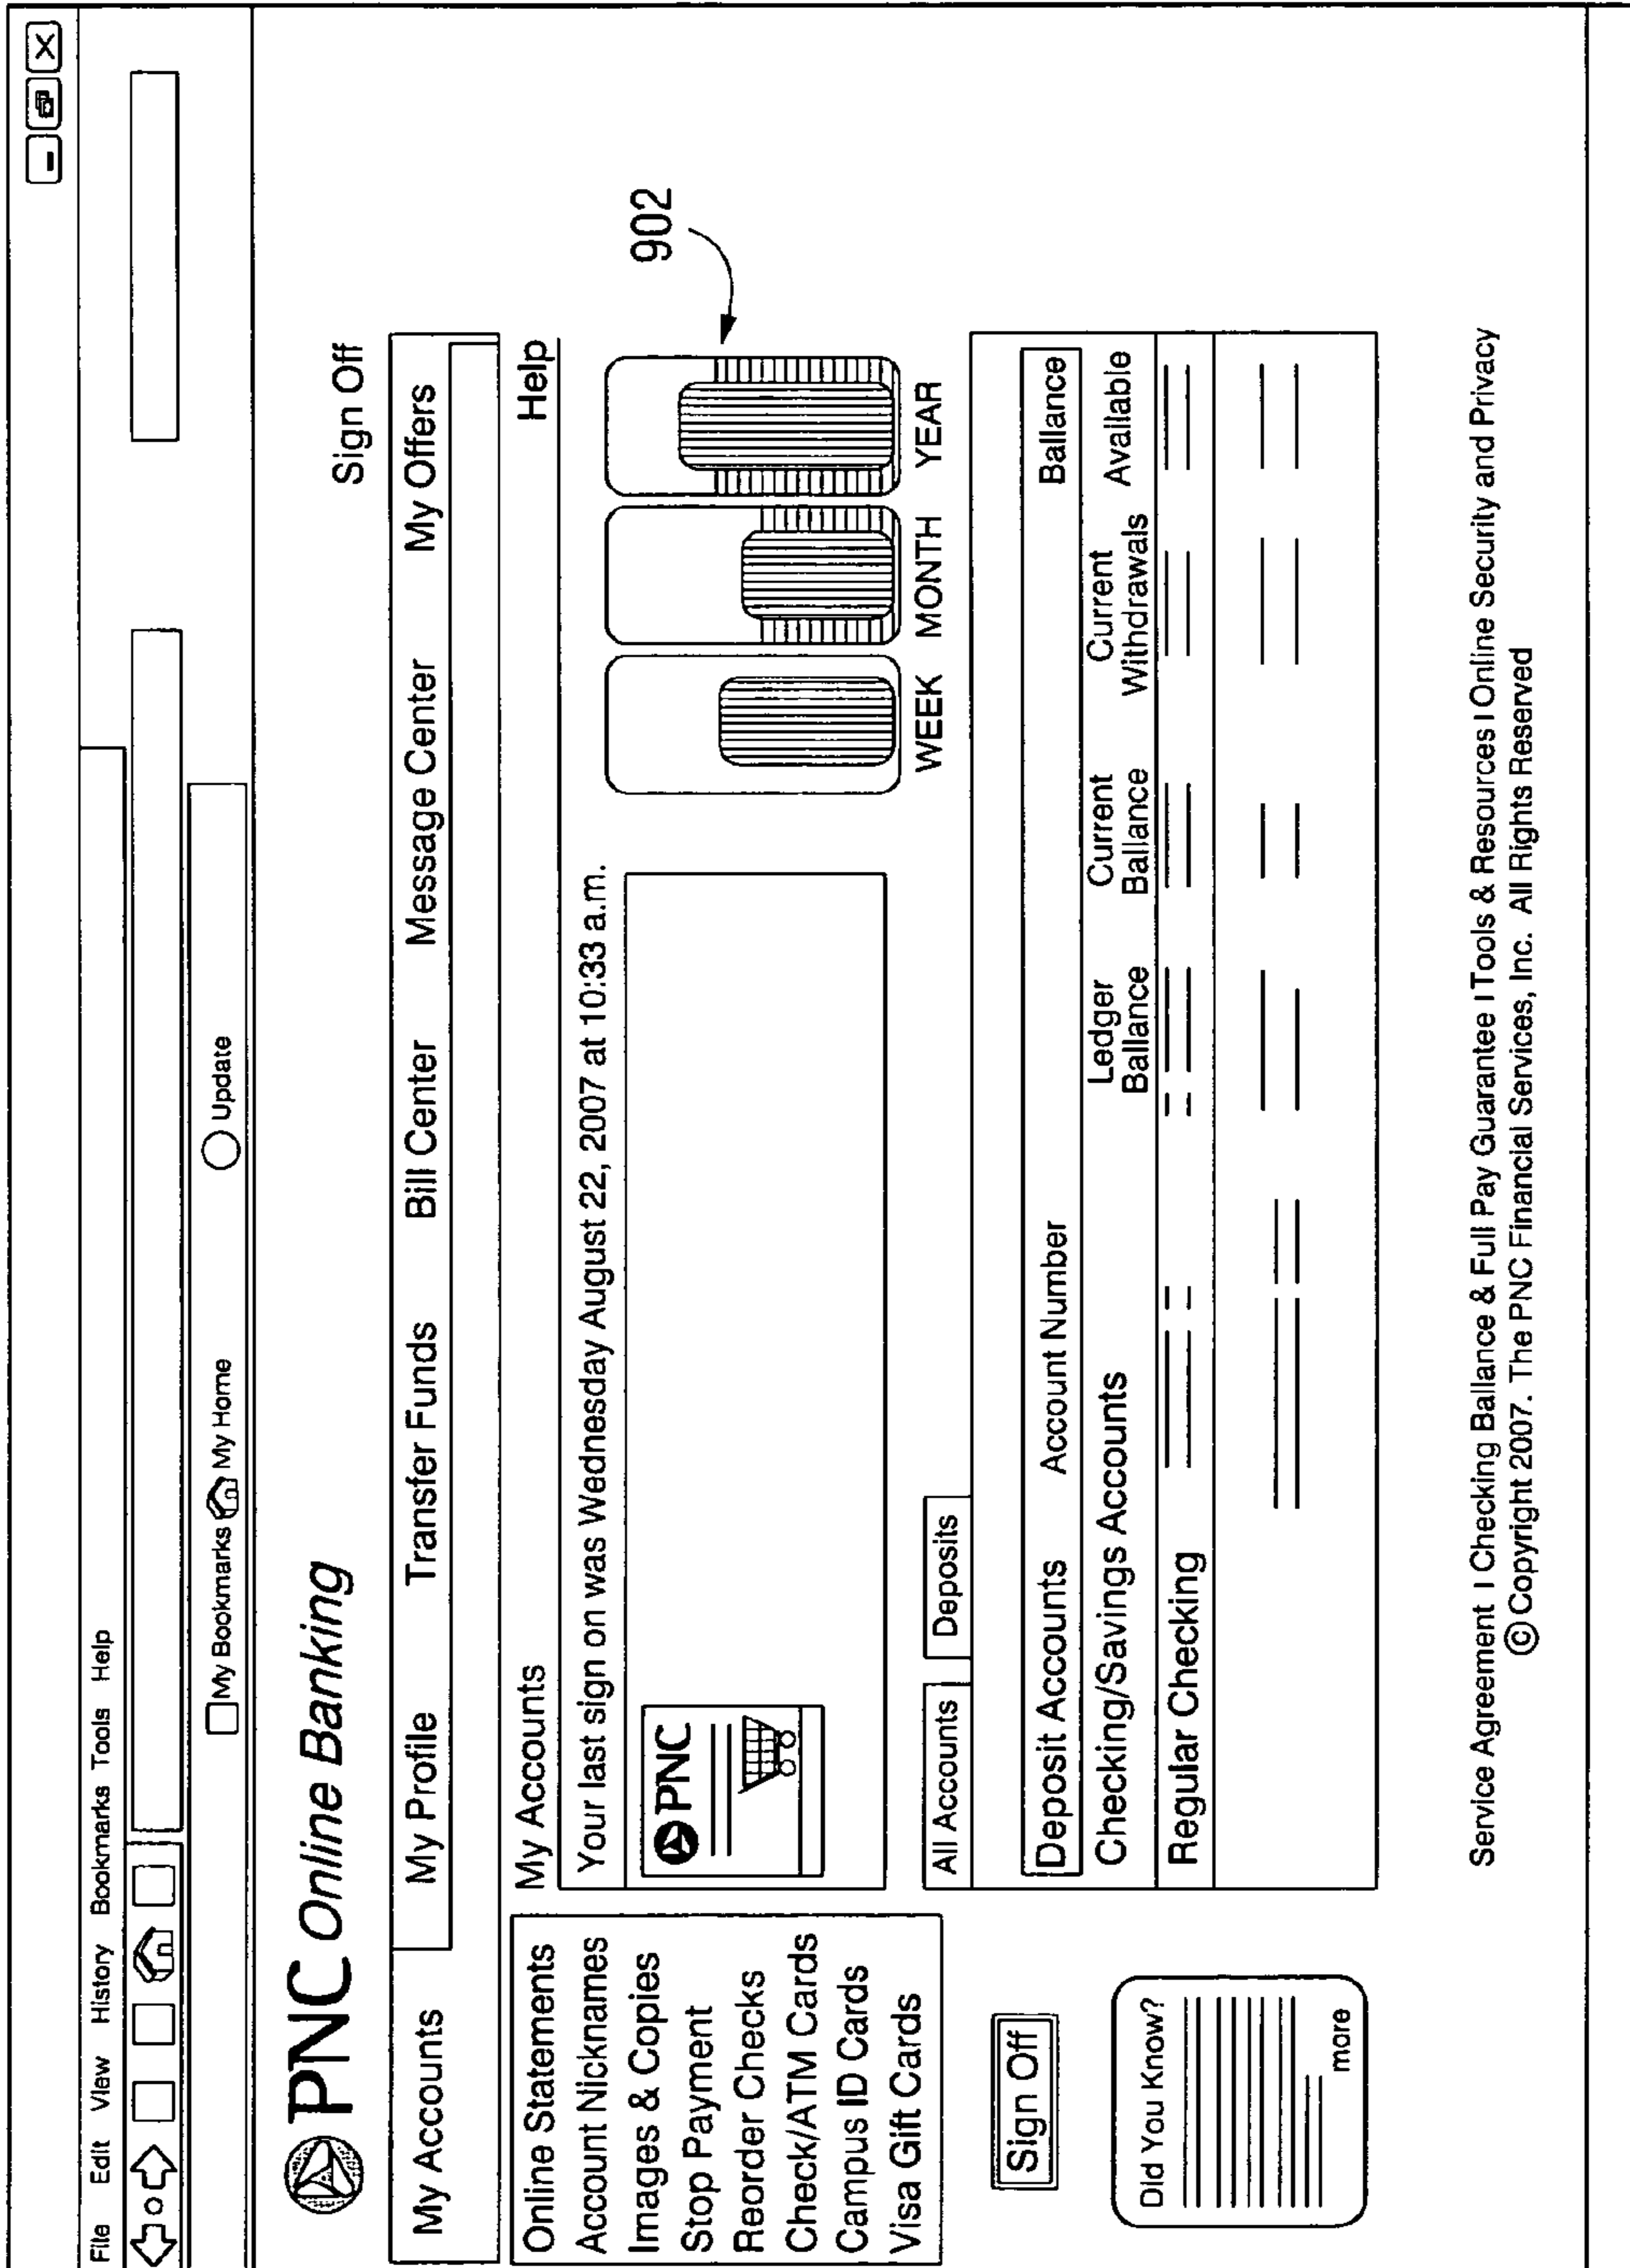 File Edit View History Bookmarks Tools Help
My Bookmarks My Home Update
PNC Online Banking
Sign Off
My Accounts My Profile Transfer Funds Bill Center Message Center My Offers
Online Statements
Account Nicknames
Images & Copies
Stop Payment
Reorder Checks
Check/ATM Cards
Campus ID Cards
Visa Gift Cards
Sign Off
Did You Know?
more
My Accounts Help
Your last sign on was Wednesday August 22, 2007 at 10:33 a.m.
PNC
902
WEEK MONTH YEAR
All Accounts Deposits
Deposit Accounts Account Number Ballance
Checking/Savings Accounts Ledger Ballance Current Ballance Current Withdrawals Available
Regular Checking
Service Agreement | Checking Ballance & Full Pay Guarantee | Tools & Resources | Online Security and Privacy
© Copyright 2007. The PNC Financial Services, Inc. All Rights Reserved